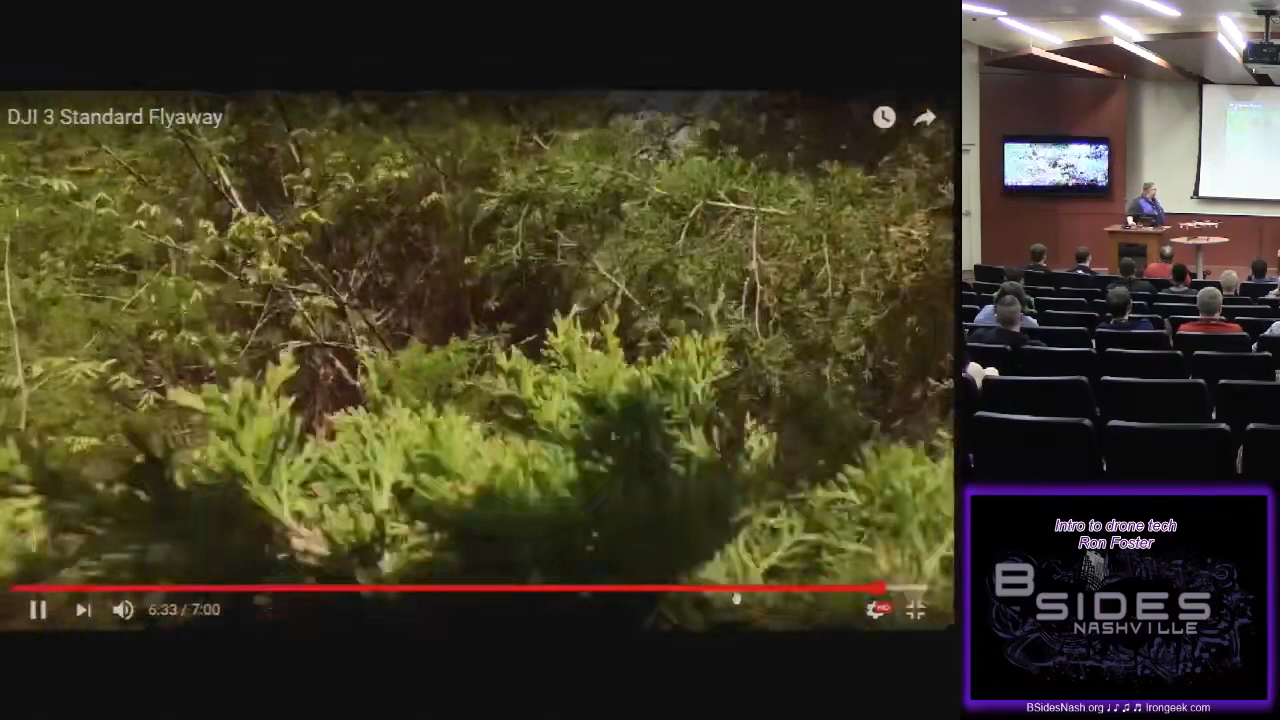 DJI 3 Standard Flyaway
6:33 / 7:00
HD
Intro to drone tech
Ron Foster
BSIDES
NASHVILLE
BSidesNash.org ♩ ♪ ♫ ♬ Irongeek.com